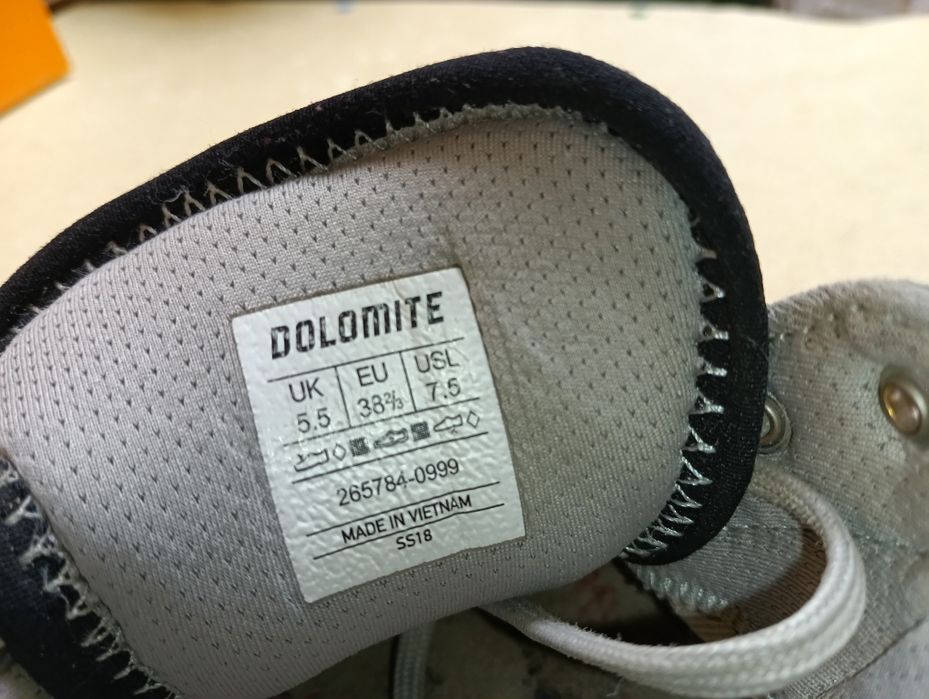 DOLOMITE
UK EU USL
5.5 38⅔ 7.5
265784-0999
MADE IN VIETNAM
SS18